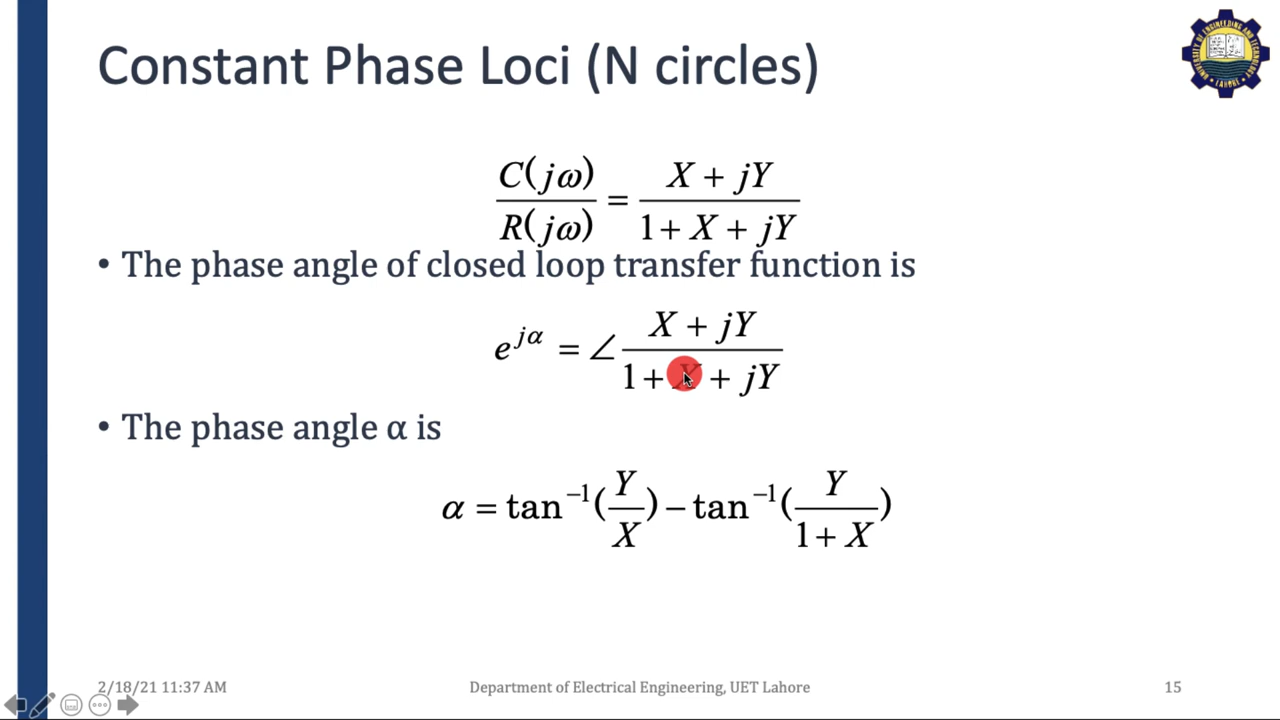 Constant Phase Loci (N circles)
C(jω)/R(jω) = (X + jY)/(1 + X + jY)
• The phase angle of closed loop transfer function is
e^{jα} = ∠ (X + jY)/(1 + X + jY)
• The phase angle α is
α = tan⁻¹(Y/X) − tan⁻¹(Y/(1 + X))
2/18/21 11:37 AM
Department of Electrical Engineering, UET Lahore
15